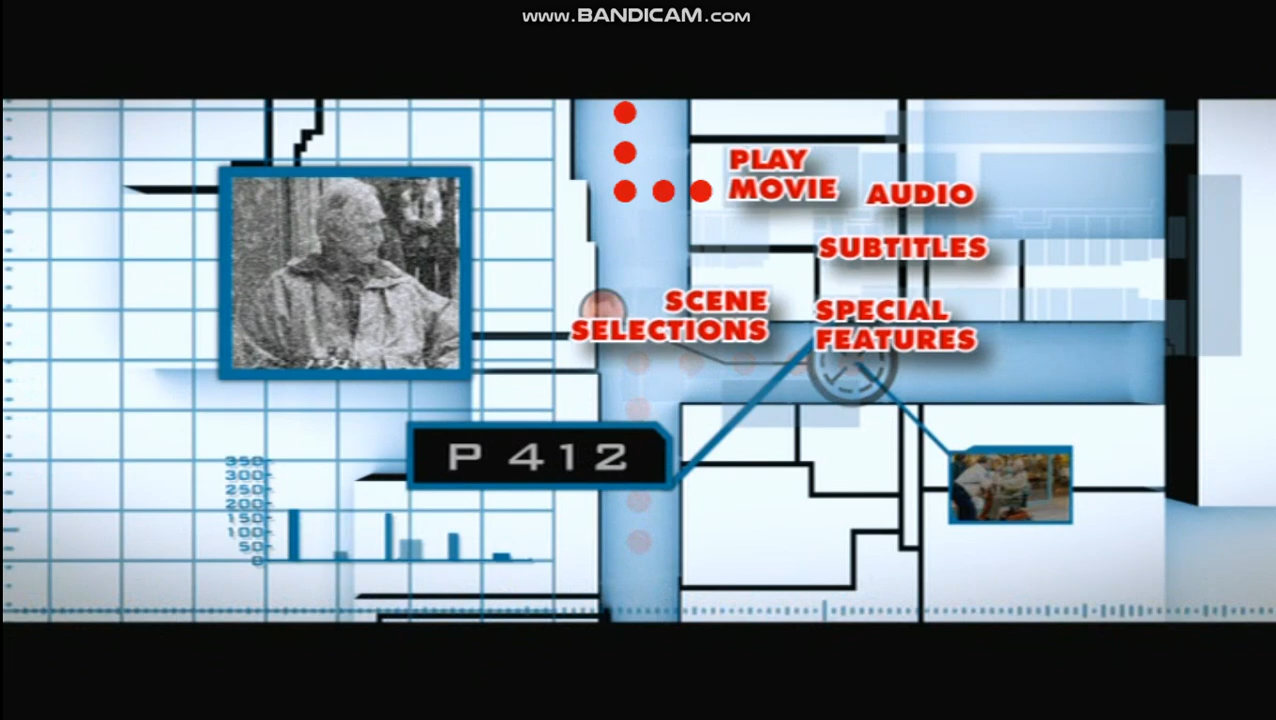 www.BANDICAM.com
PLAY
MOVIE
AUDIO
SUBTITLES
SCENE
SELECTIONS
SPECIAL
FEATURES
P 412
350
300
250
200
150
100
50
0